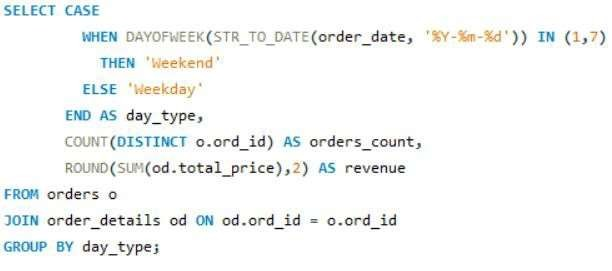 SELECT CASE
WHEN DAYOFWEEK(STR_TO_DATE(order_date, '%Y-%m-%d')) IN (1,7)
THEN 'Weekend'
ELSE 'Weekday'
END AS day_type,
COUNT(DISTINCT o.ord_id) AS orders_count,
ROUND(SUM(od.total_price),2) AS revenue
FROM orders o
JOIN order_details od ON od.ord_id = o.ord_id
GROUP BY day_type;